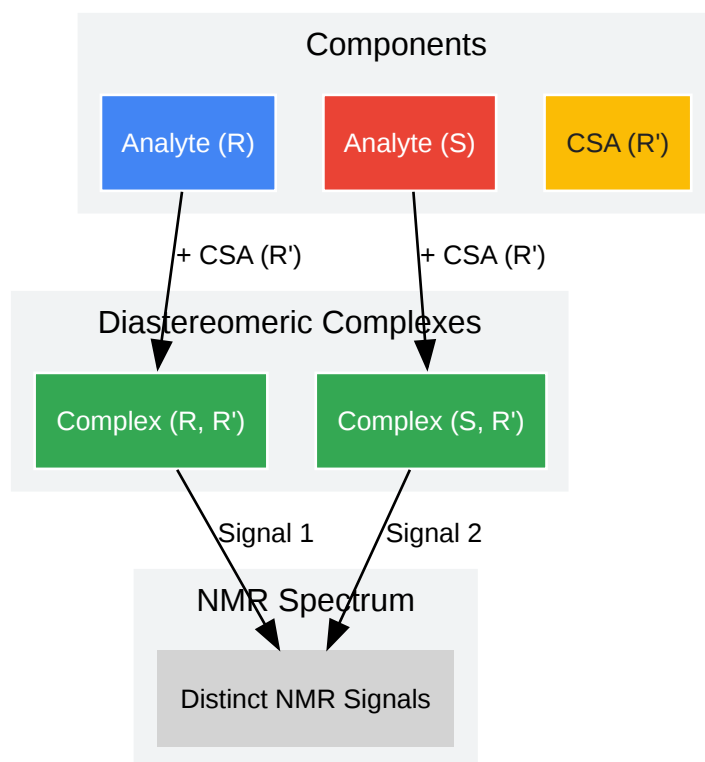 Components
Analyte (R)
Analyte (S)
CSA (R')
+ CSA (R')
+ CSA (R')
Diastereomeric Complexes
Complex (R, R')
Complex (S, R')
Signal 1
Signal 2
NMR Spectrum
Distinct NMR Signals